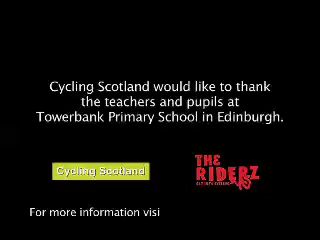 Cycling Scotland would like to thank
the teachers and pupils at
Towerbank Primary School in Edinburgh.
Cycling Scotland
THE
RIDERZ
For more information visi